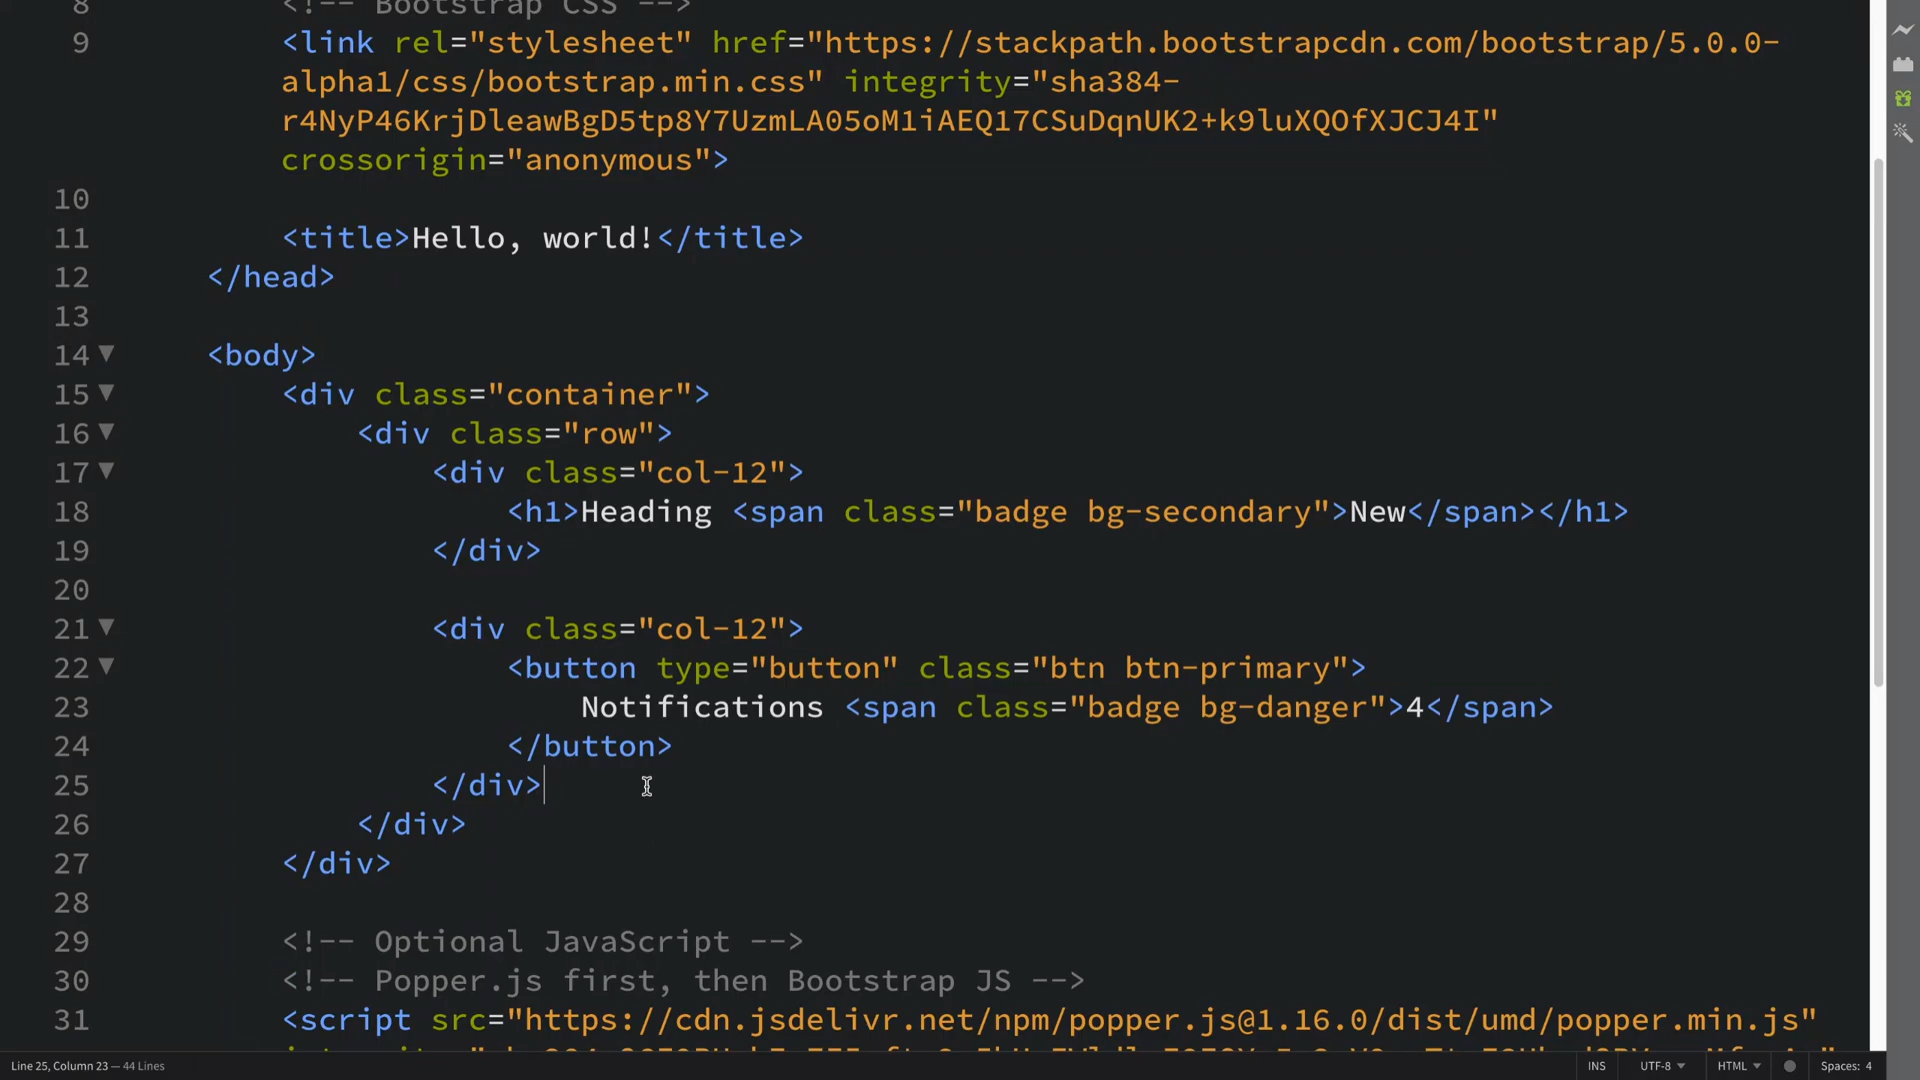 8 <!-- Bootstrap CSS -->
9 <link rel="stylesheet" href="https://stackpath.bootstrapcdn.com/bootstrap/5.0.0-
alpha1/css/bootstrap.min.css" integrity="sha384-
r4NyP46KrjDleawBgD5tp8Y7UzmLA05oM1iAEQ17CSuDqnUK2+k9luXQOfXJCJ4I"
crossorigin="anonymous">
10
11 <title>Hello, world!</title>
12 </head>
13
14 <body>
15 <div class="container">
16 <div class="row">
17 <div class="col-12">
18 <h1>Heading <span class="badge bg-secondary">New</span></h1>
19 </div>
20
21 <div class="col-12">
22 <button type="button" class="btn btn-primary">
23 Notifications <span class="badge bg-danger">4</span>
24 </button>
25 </div>
26 </div>
27 </div>
28
29 <!-- Optional JavaScript -->
30 <!-- Popper.js first, then Bootstrap JS -->
31 <script src="https://cdn.jsdelivr.net/npm/popper.js@1.16.0/dist/umd/popper.min.js"
Line 25, Column 23 — 44 Lines INS UTF-8 HTML Spaces: 4